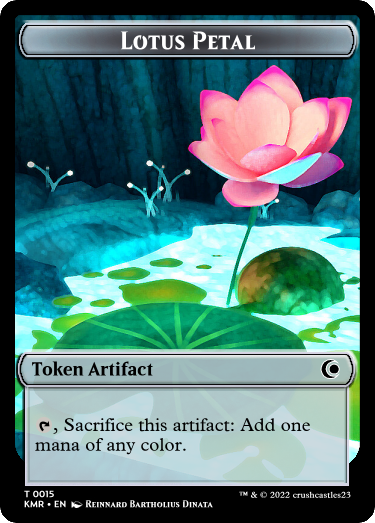 Lotus Petal
Token Artifact
, Sacrifice this artifact: Add one
mana of any color.
T 0015
KMR • EN Reinnard Bartholius Dinata
™ & © 2022 crushcastles23